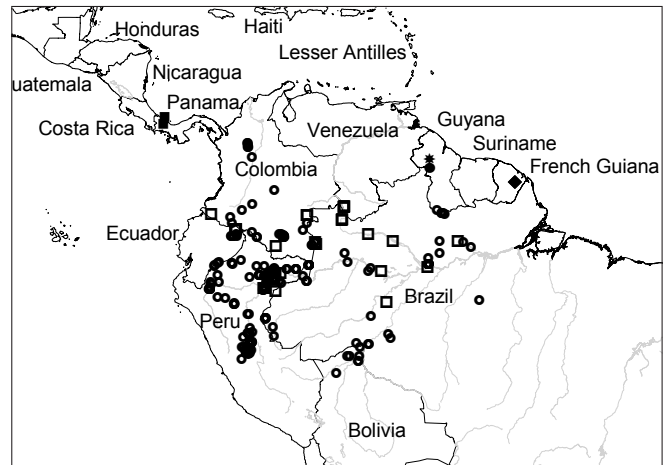 Haiti
Honduras
Lesser Antilles
Nicaragua
uatemala
Panama
Guyana
Costa Rica
Venezuela
Suriname
French Guiana
Colombia
Ecuador
Brazil
Peru
Bolivia